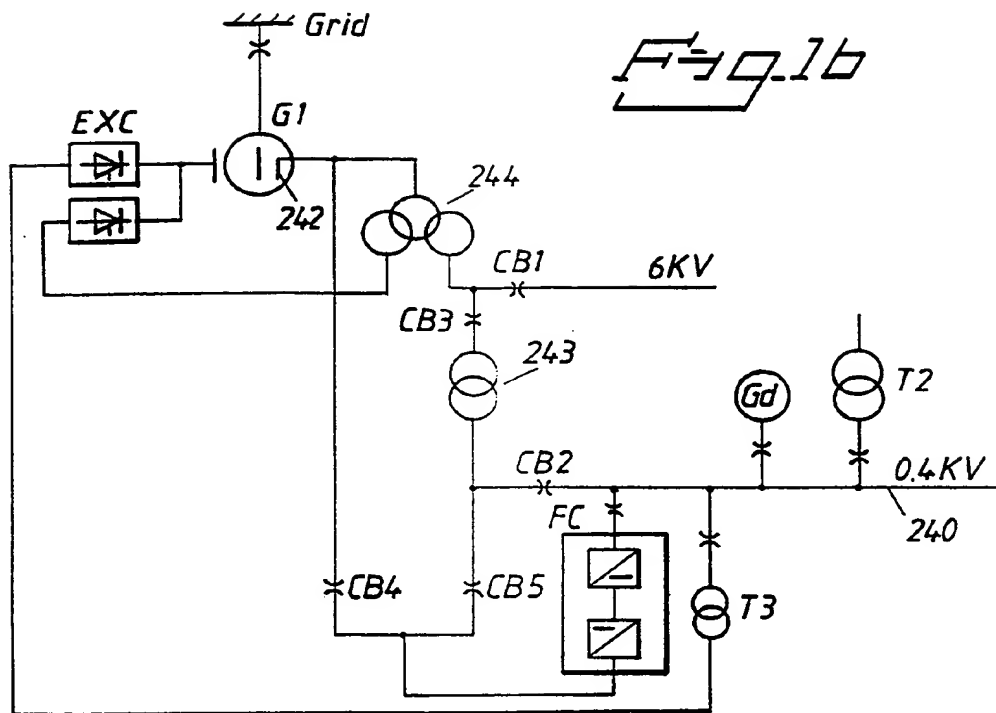 Grid
Fig.1b
G1
EXC
242
244
CB1
6KV
CB3
243
Gd
T2
CB2
0.4KV
FC
240
CB4
CB5
T3